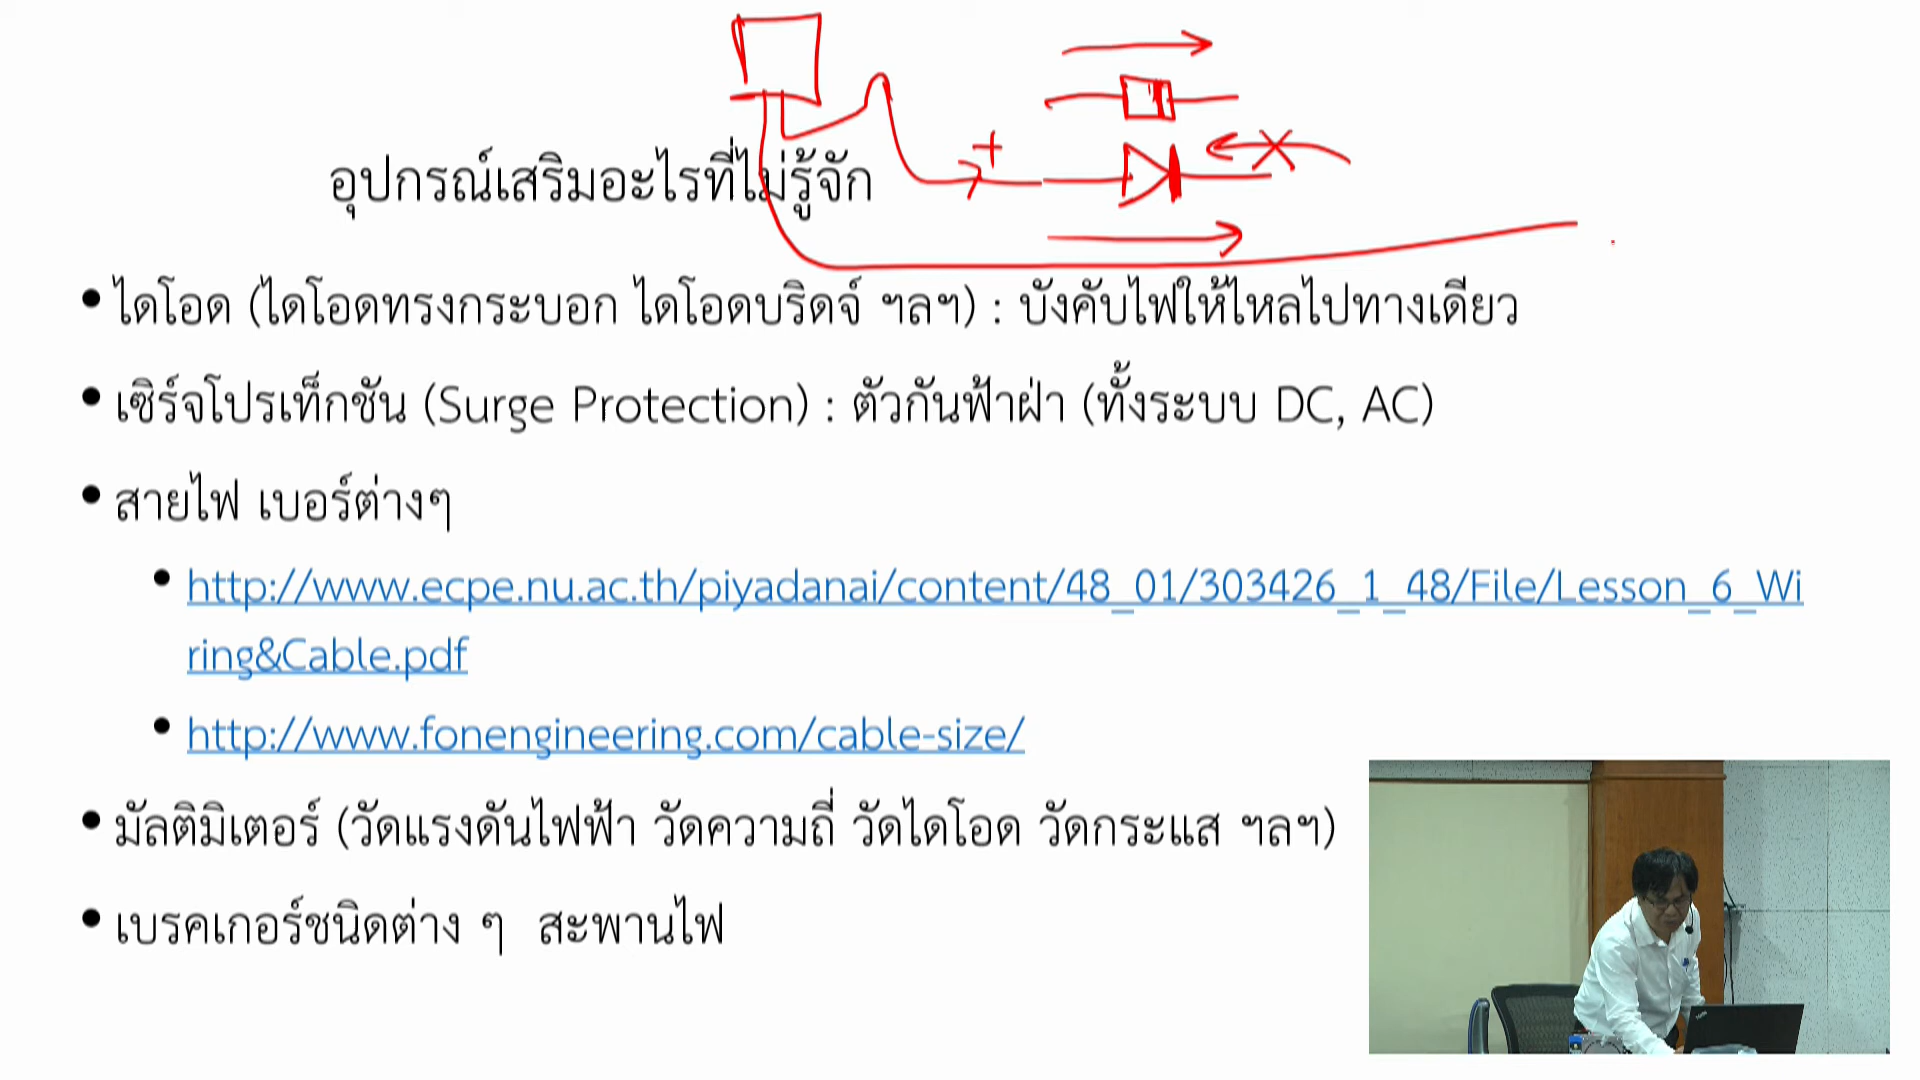 +
อุปกรณ์เสริมอะไรที่ไม่รู้จัก
• ไดโอด (ไดโอดทรงกระบอก ไดโอดบริดจ์ ฯลฯ) : บังคับไฟให้ไหลไปทางเดียว
• เซิร์จโปรเท็กชัน (Surge Protection) : ตัวกันฟ้าฝ่า (ทั้งระบบ DC, AC)
• สายไฟ เบอร์ต่างๆ
• http://www.ecpe.nu.ac.th/piyadanai/content/48_01/303426_1_48/File/Lesson_6_Wi
ring&Cable.pdf
• http://www.fonengineering.com/cable-size/
• มัลติมิเตอร์ (วัดแรงดันไฟฟ้า วัดความถี่ วัดไดโอด วัดกระแส ฯลฯ)
• เบรคเกอร์ชนิดต่าง ๆ  สะพานไฟ